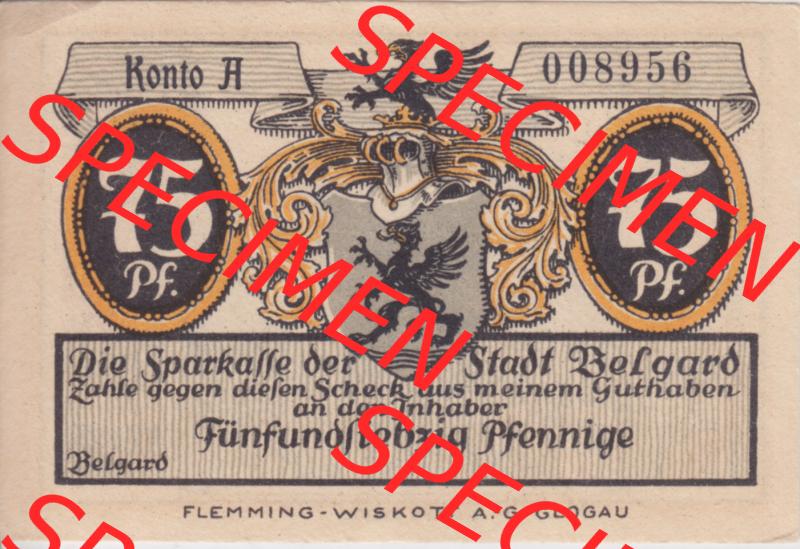 Konto A
008956
75
Pf.
75
Pf.
Die Sparkaſſe der Stadt Belgard
Zahle gegen dieſen Scheck aus meinem Guthaben
an den Inhaber
Fünfundſiebzig Pfennige
Belgard
FLEMMING-WISKOTT A.G. GLOGAU
SPECIMEN
SPECIMEN
SPECIMEN
SPECIMEN